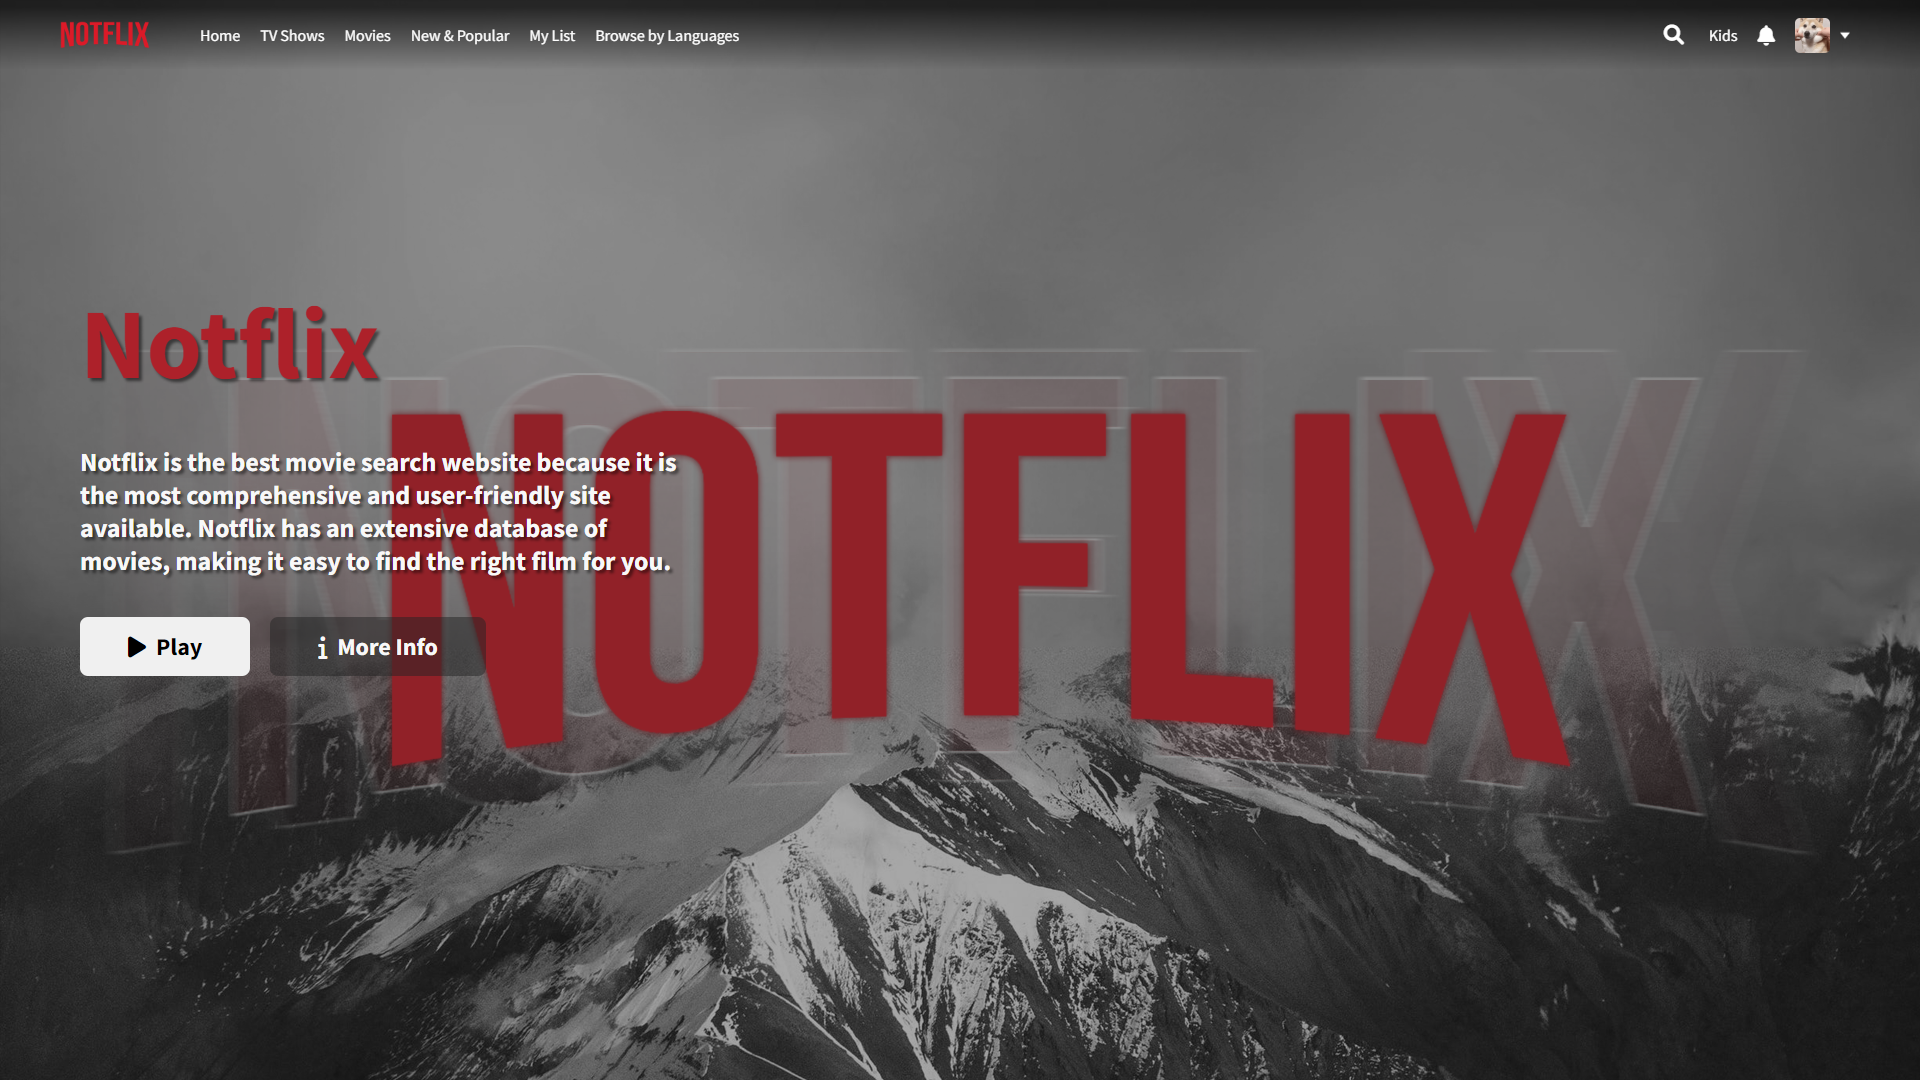 NOTFLIX
Home TV Shows Movies New & Popular My List Browse by Languages
Kids
Notflix
NOTFLIX
Notflix is the best movie search website because it is
the most comprehensive and user-friendly site
available. Notflix has an extensive database of
movies, making it easy to find the right film for you.
Play
More Info